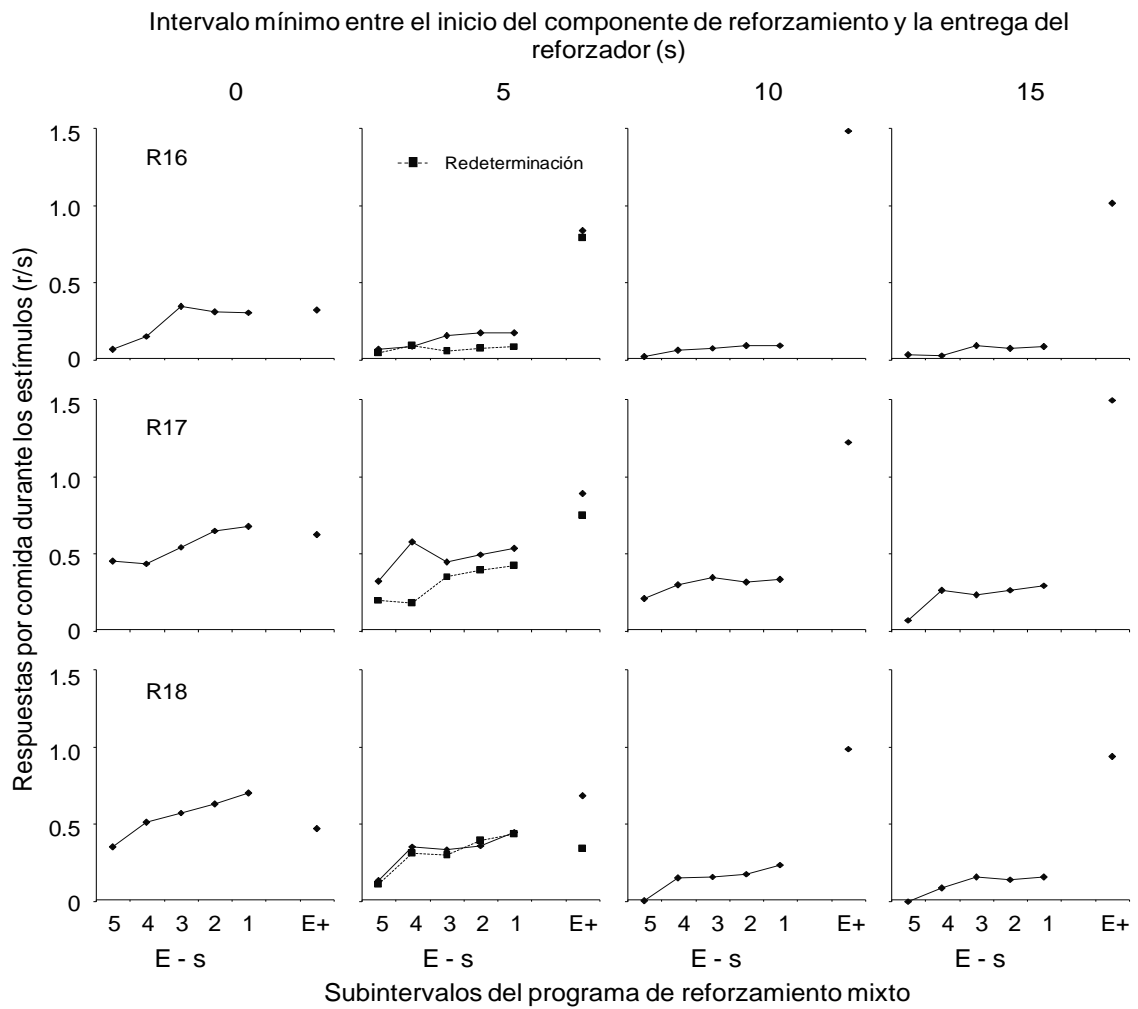 Intervalo mínimo entre el inicio del componente de reforzamiento y la entrega del
reforzador (s)
0 5 10 15
Respuestas por comida durante los estímulos (r/s)
1.5
1.0
0.5
0
R16
Redeterminación
1.5
1.0
0.5
0
R17
1.5
1.0
0.5
0
R18
5 4 3 2 1 E+ 5 4 3 2 1 E+ 5 4 3 2 1 E+ 5 4 3 2 1 E+
E - s E - s E - s E - s
Subintervalos del programa de reforzamiento mixto